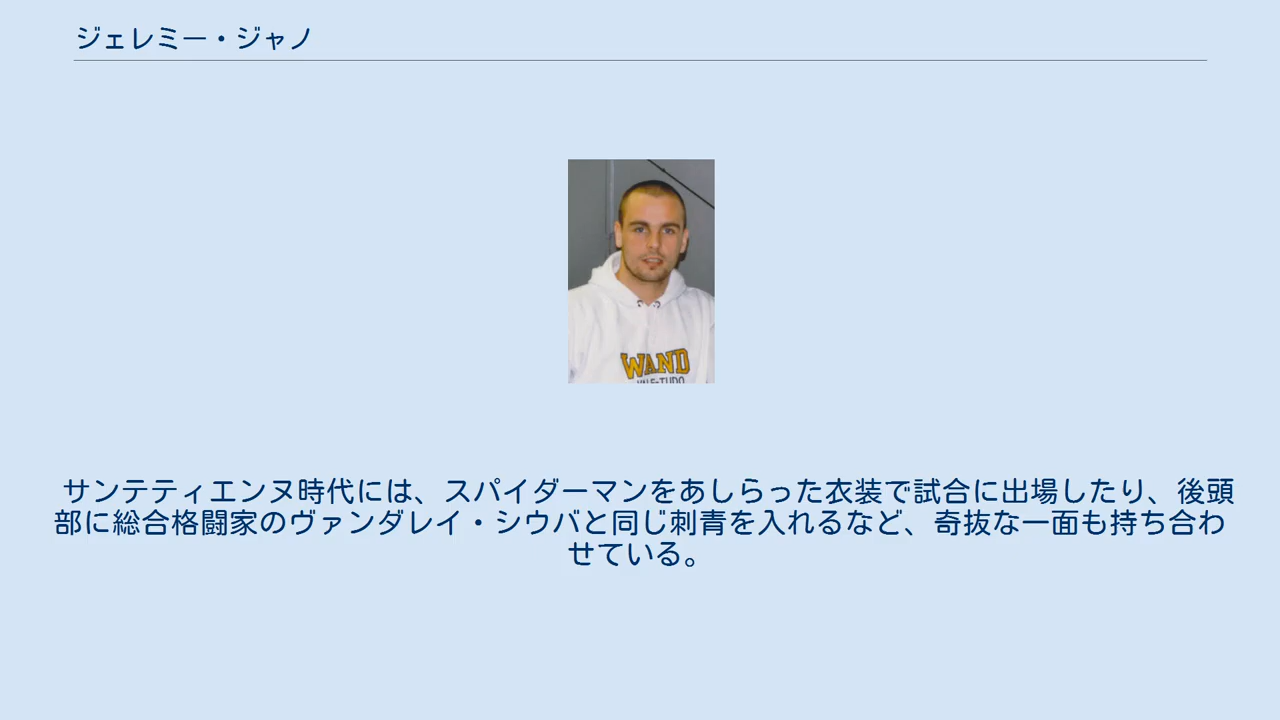 ジェレミー・ジャノ
WAND
サンテティエンヌ時代には、スパイダーマンをあしらった衣装で試合に出場したり、後頭
部に総合格闘家のヴァンダレイ・シウバと同じ刺青を入れるなど、奇抜な一面も持ち合わ
せている。